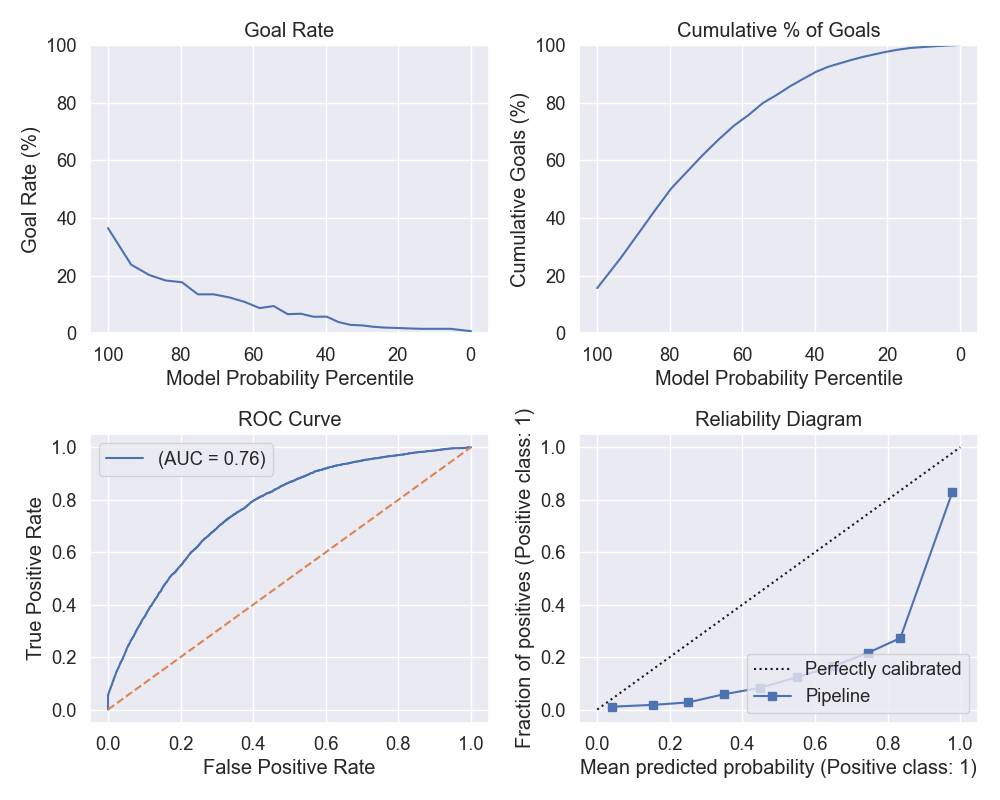 Goal Rate
100
80
60
40
20
0
Goal Rate (%)
100 80 60 40 20 0
Model Probability Percentile
Cumulative % of Goals
100
80
60
40
20
0
Cumulative Goals (%)
100 80 60 40 20 0
Model Probability Percentile
ROC Curve
(AUC = 0.76)
1.0
0.8
0.6
0.4
0.2
0.0
True Positive Rate
0.0 0.2 0.4 0.6 0.8 1.0
False Positive Rate
Reliability Diagram
1.0
0.8
0.6
0.4
0.2
0.0
Fraction of positives (Positive class: 1)
Perfectly calibrated
Pipeline
0.0 0.2 0.4 0.6 0.8 1.0
Mean predicted probability (Positive class: 1)